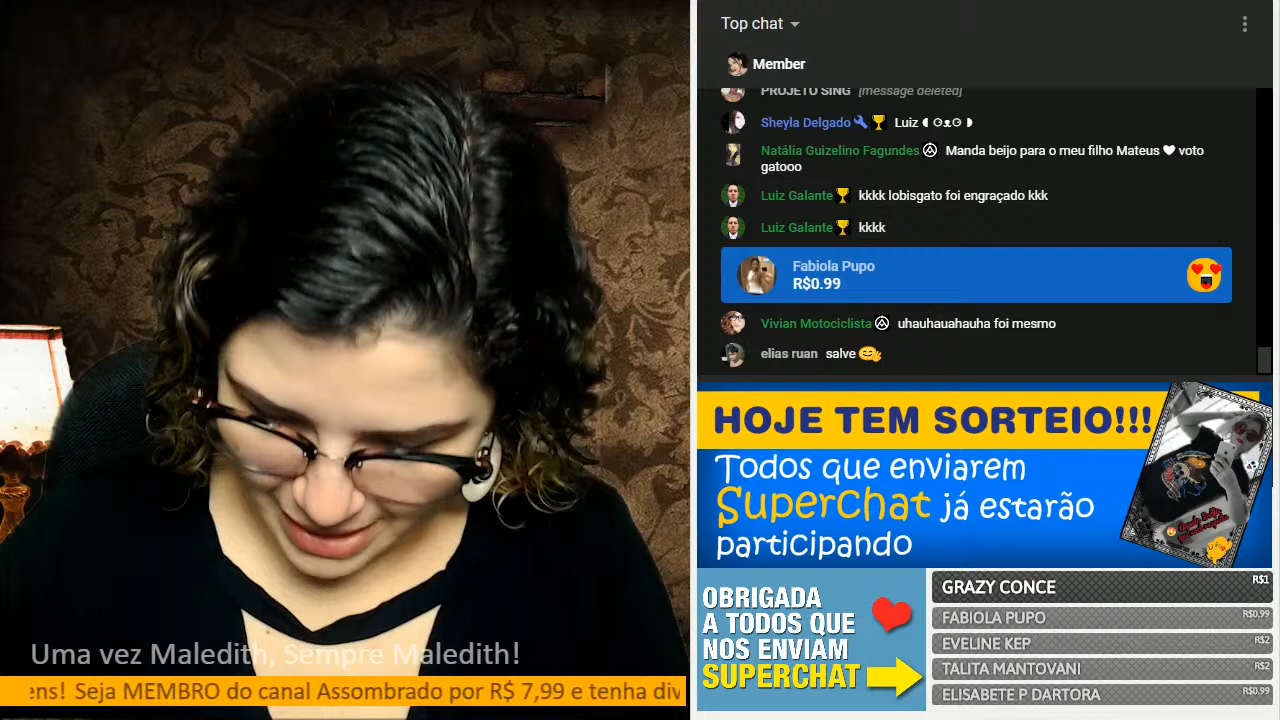 Top chat
Member
PROJETO SING [message deleted]
Sheyla Delgado Luiz
Natália Guizelino Fagundes Manda beijo para o meu filho Mateus ♥ voto
gatooo
Luiz Galante kkkk lobisgato foi engraçado kkk
Luiz Galante kkkk
Fabiola Pupo
R$0.99
Vivian Motociclista uhauhauahauha foi mesmo
elias ruan salve
HOJE TEM SORTEIO!!!
Todos que enviarem
Superchat já estarão
participando
OBRIGADA
A TODOS QUE
NOS ENVIAM
SUPERCHAT
GRAZY CONCE R$1
FABIOLA PUPO R$0.99
EVELINE KEP R$2
TALITA MANTOVANI R$2
ELISABETE P DARTORA R$0.99
Uma vez Maledith, Sempre Maledith!
ens! Seja MEMBRO do canal Assombrado por R$ 7,99 e tenha div